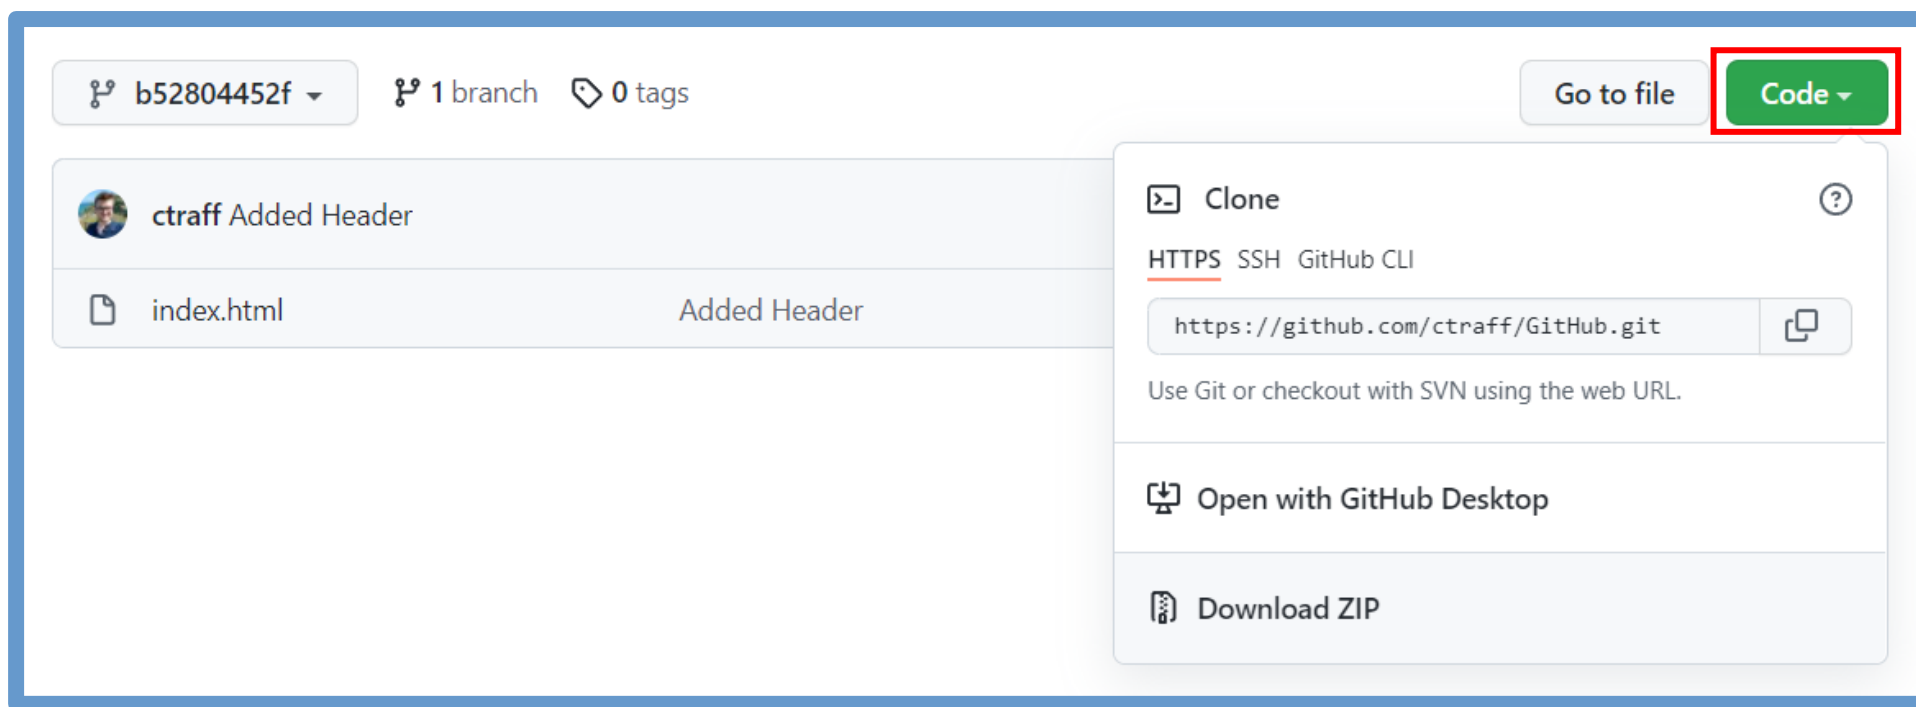 b52804452f 1 branch 0 tags Go to file Code
ctraff Added Header
index.html Added Header
Clone
HTTPS SSH GitHub CLI
https://github.com/ctraff/GitHub.git
Use Git or checkout with SVN using the web URL.
Open with GitHub Desktop
Download ZIP